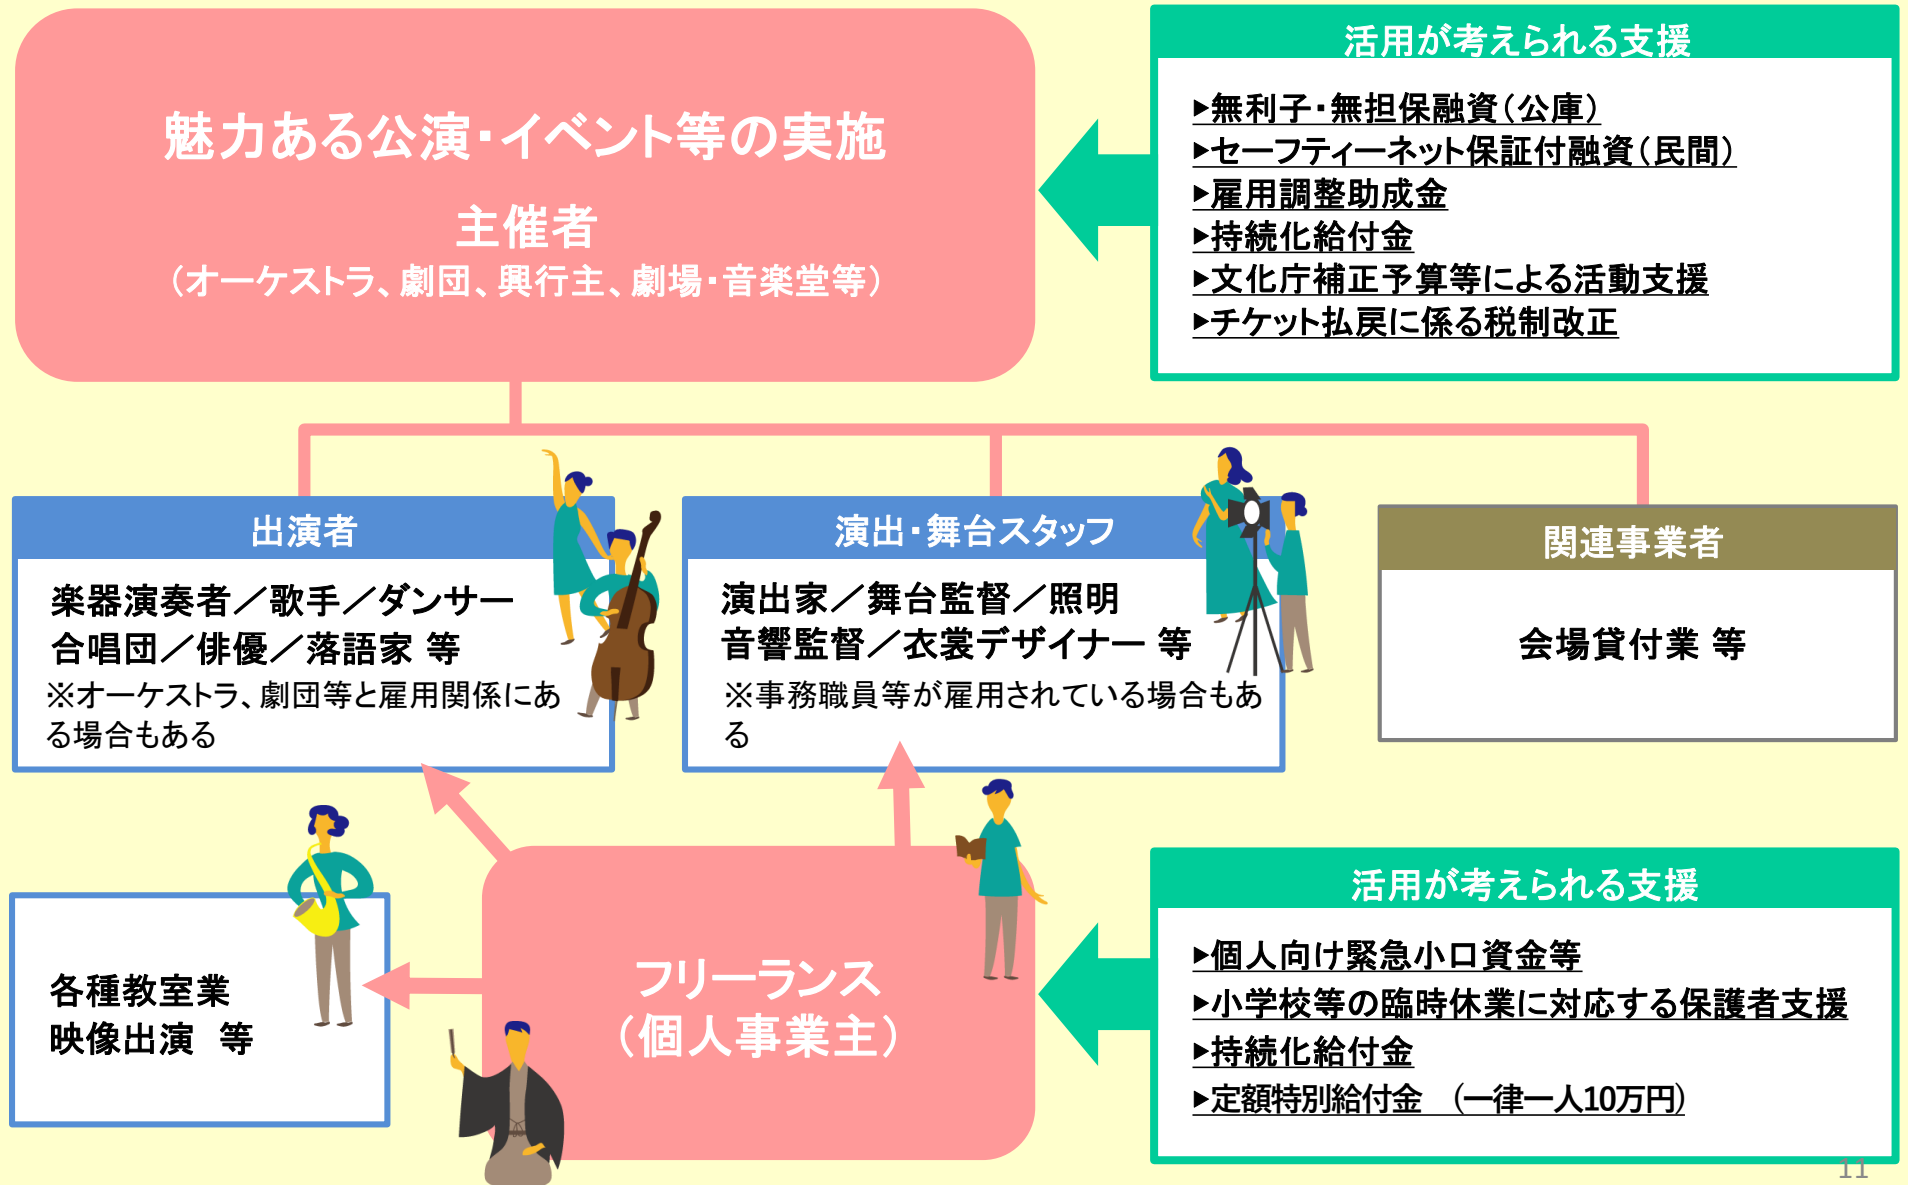 魅力ある公演・イベント等の実施
主催者
（オーケストラ、劇団、興行主、劇場・音楽堂等）
活用が考えられる支援
▶無利子・無担保融資（公庫）
▶セーフティーネット保証付融資（民間）
▶雇用調整助成金
▶持続化給付金
▶文化庁補正予算等による活動支援
▶チケット払戻に係る税制改正
出演者
楽器演奏者／歌手／ダンサー
合唱団／俳優／落語家 等
※オーケストラ、劇団等と雇用関係にあ
る場合もある
演出・舞台スタッフ
演出家／舞台監督／照明
音響監督／衣裳デザイナー 等
※事務職員等が雇用されている場合もあ
る
関連事業者
会場貸付業 等
各種教室業
映像出演　等
フリーランス
（個人事業主）
活用が考えられる支援
▶個人向け緊急小口資金等
▶小学校等の臨時休業に対応する保護者支援
▶持続化給付金
▶定額特別給付金　（一律一人10万円）
11